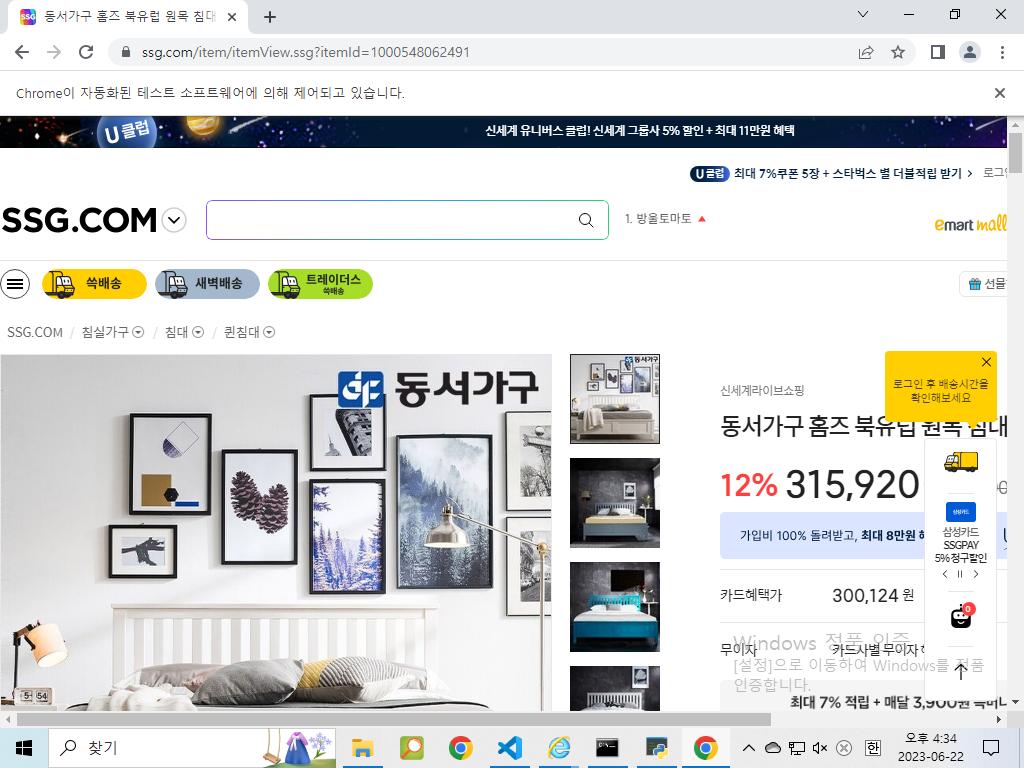 동서가구 홈즈 북유럽 원목 침대
ssg.com/item/itemView.ssg?itemId=1000548062491
Chrome이 자동화된 테스트 소프트웨어에 의해 제어되고 있습니다.
U 클럽
신세계 유니버스 클럽! 신세계 그룹사 5% 할인 + 최대 11만원 혜택
U 클럽 최대 7%쿠폰 5장 + 스타벅스 별 더블적립 받기 >
SSG.COM
1. 방울토마토
emart mall
쓱배송
새벽배송
트레이더스
쓱배송
선물
SSG.COM / 침실가구 / 침대 / 퀸침대
동서가구
동서가구
신세계라이브쇼핑
로그인 후 배송시간을
확인해보세요
동서가구 홈즈 북유럽 원목 침대
12% 315,920
가입비 100% 돌려받고, 최대 8만원
삼성카드
삼성카드
SSGPAY
5% 청구할인
카드혜택가 300,124 원
0
무이자 카드사별 무이자
Windows 정품 인증
[설정]으로 이동하여 Windows를 정품
인증합니다.
최대 7% 적립 + 매달 3,900원
5 54
찾기
한
오후 4:34
2023-06-22